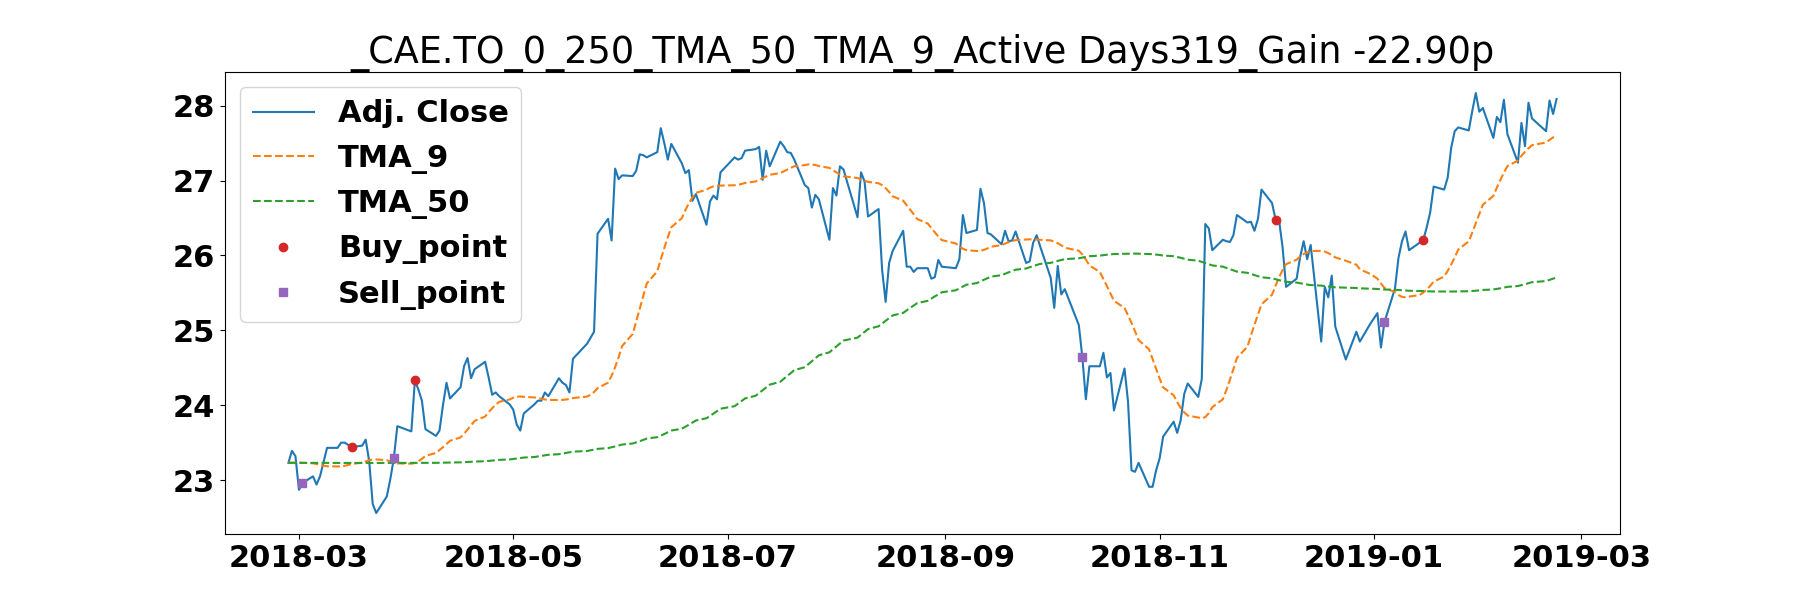 _CAE.TO_0_250_TMA_50_TMA_9_Active Days319_Gain -22.90p
Adj. Close
TMA_9
TMA_50
Buy_point
Sell_point
28
27
26
25
24
23
2018-03 2018-05 2018-07 2018-09 2018-11 2019-01 2019-03